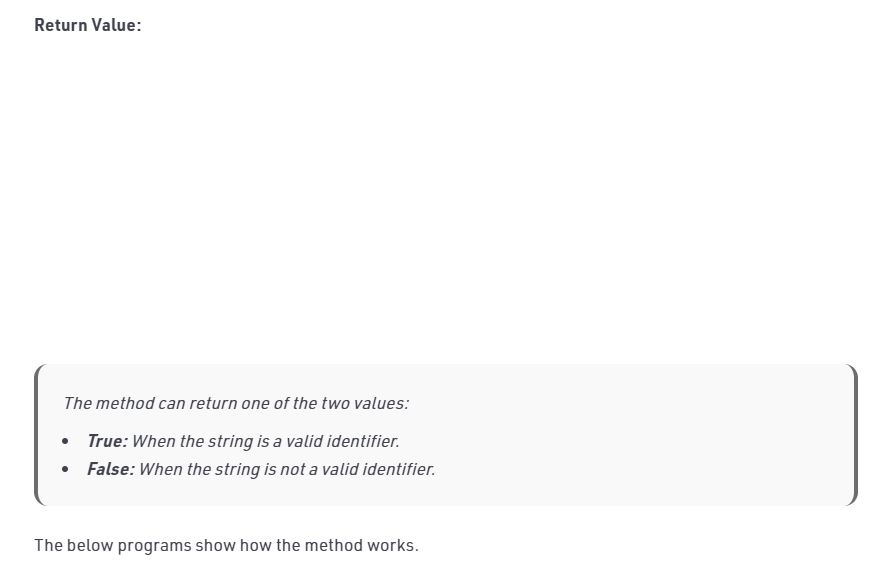 Return Value:
The method can return one of the two values:
• True: When the string is a valid identifier.
• False: When the string is not a valid identifier.
The below programs show how the method works.